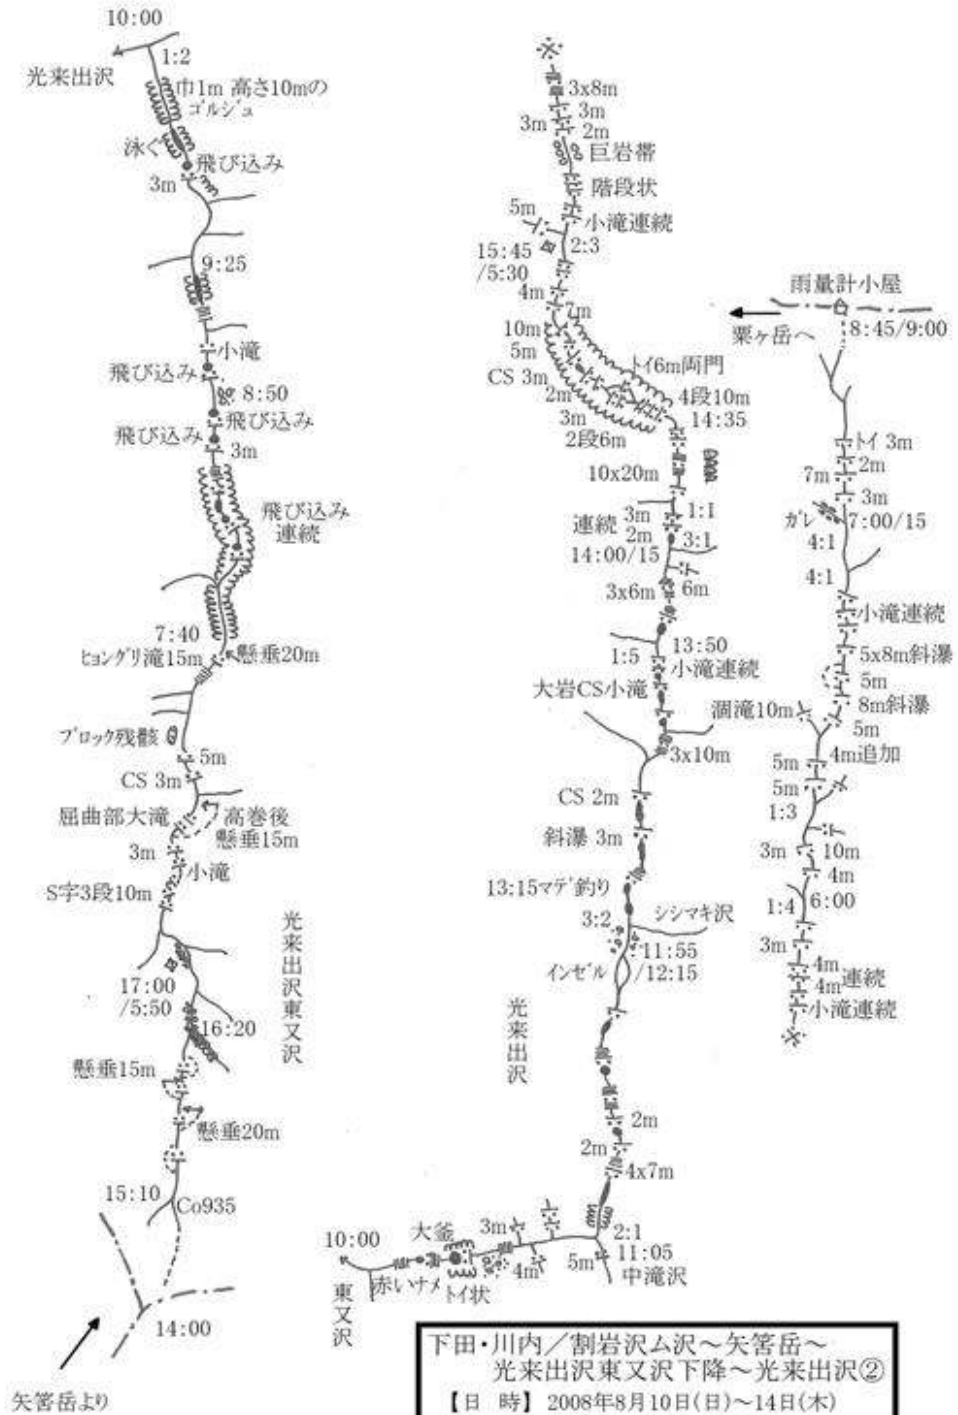 10:00
光来出沢
1:2
巾1m 高さ10mの
ゴルジュ
泳ぐ
飛び込み
3m
9:25
小滝
飛び込み
8:50
飛び込み
飛び込み
3m
飛び込み
連続
7:40
ヒョングリ滝15m
懸垂20m
ブロック残骸
5m
CS 3m
屈曲部大滝
高巻後
懸垂15m
3m
小滝
S字3段10m
光来出沢東又沢
17:00
/5:50
16:20
懸垂15m
懸垂20m
15:10
Co935
14:00
矢筈岳より
3x8m
3m
3m
2m
巨岩帯
階段状
5m
小滝連続
15:45
/5:30
2:3
4m
7m
10m
5m
トイ6m両門
CS 3m
4段10m
2m
14:35
3m
2段6m
10x20m
3m
1:1
連続
2m
3:1
14:00/15
6m
3x6m
13:50
1:5
小滝連続
大岩CS小滝
涸滝10m
3x10m
CS 2m
斜瀑 3m
13:15マデ釣り
シシマキ沢
3:2
11:55
/12:15
インゼル
光来出沢
2m
2m
4x7m
2:1
11:05
中滝沢
5m
3m
4m
大釜
トイ状
赤いナメ
10:00
東又沢
雨量計小屋
粟ヶ岳へ
8:45/9:00
トイ 3m
2m
7m
3m
ガレ
7:00/15
4:1
4:1
小滝連続
5x8m斜瀑
5m
8m斜瀑
5m
4m追加
5m
5m
1:3
10m
3m
4m
6:00
1:4
3m
4m
4m
連続
小滝連続
下田・川内／割岩沢ム沢～矢筈岳～
光来出沢東又沢下降～光来出沢②
【日 時】 2008年8月10日(日)～14日(木)